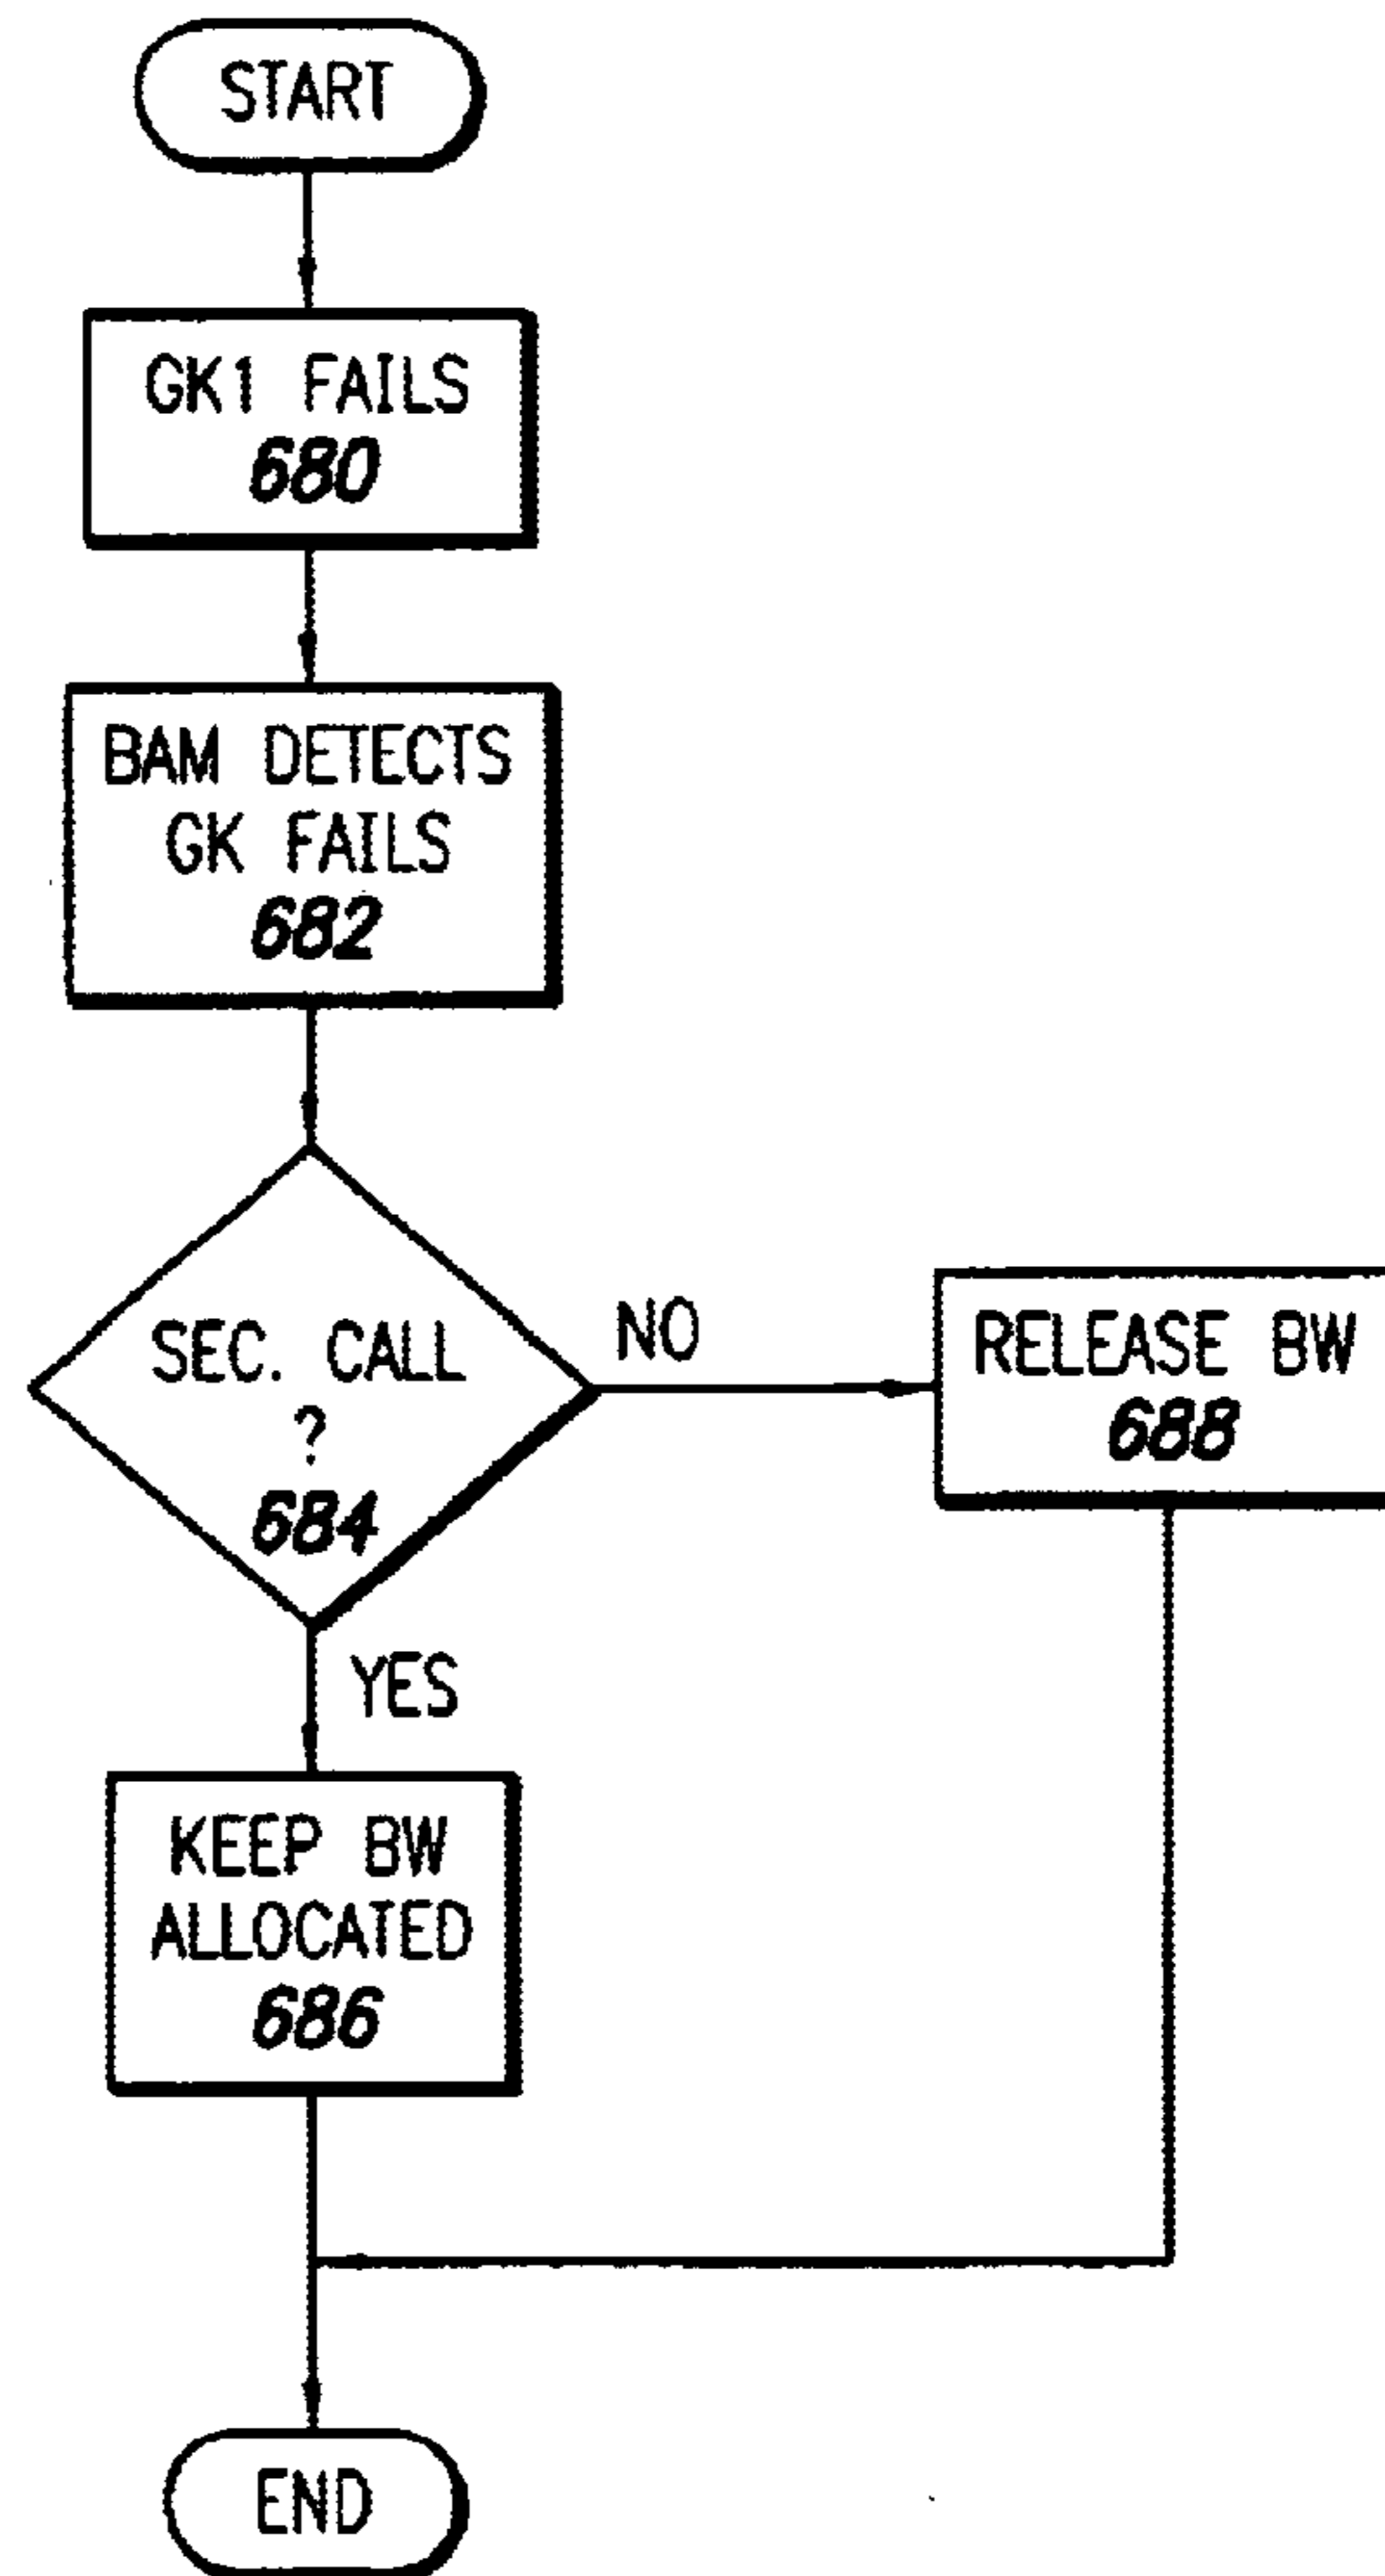 START
GK1 FAILS
680
BAM DETECTS
GK FAILS
682
SEC. CALL
?
684
NO
RELEASE BW
688
YES
KEEP BW
ALLOCATED
686
END